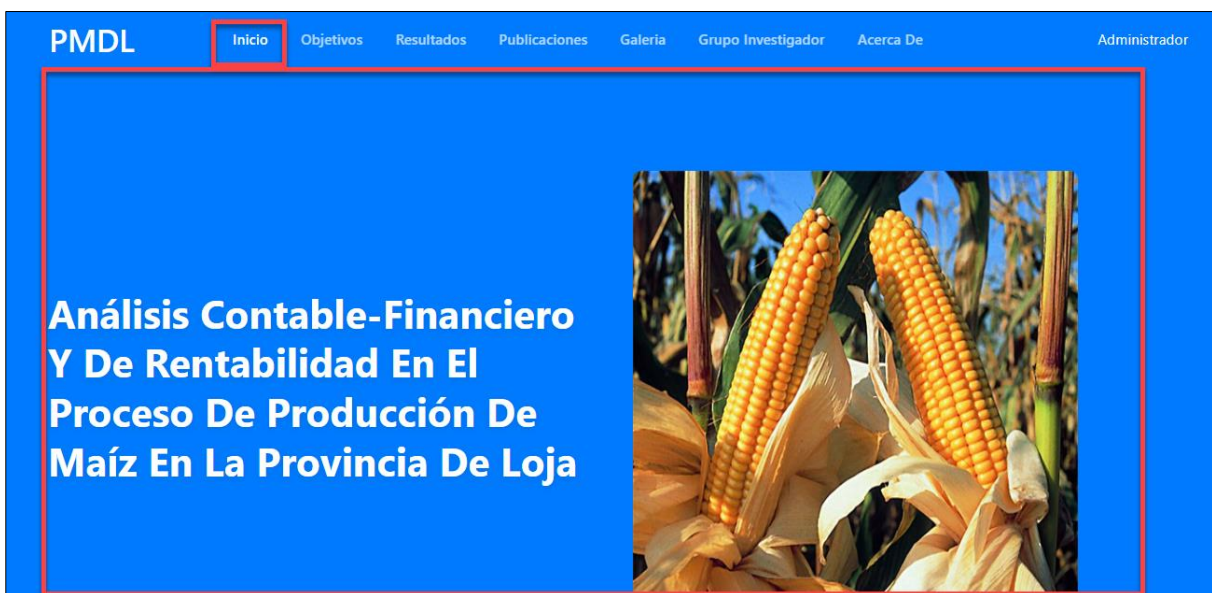 PMDL Inicio Objetivos Resultados Publicaciones Galeria Grupo Investigador Acerca De Administrador
Análisis Contable-Financiero
Y De Rentabilidad En El
Proceso De Producción De
Maíz En La Provincia De Loja